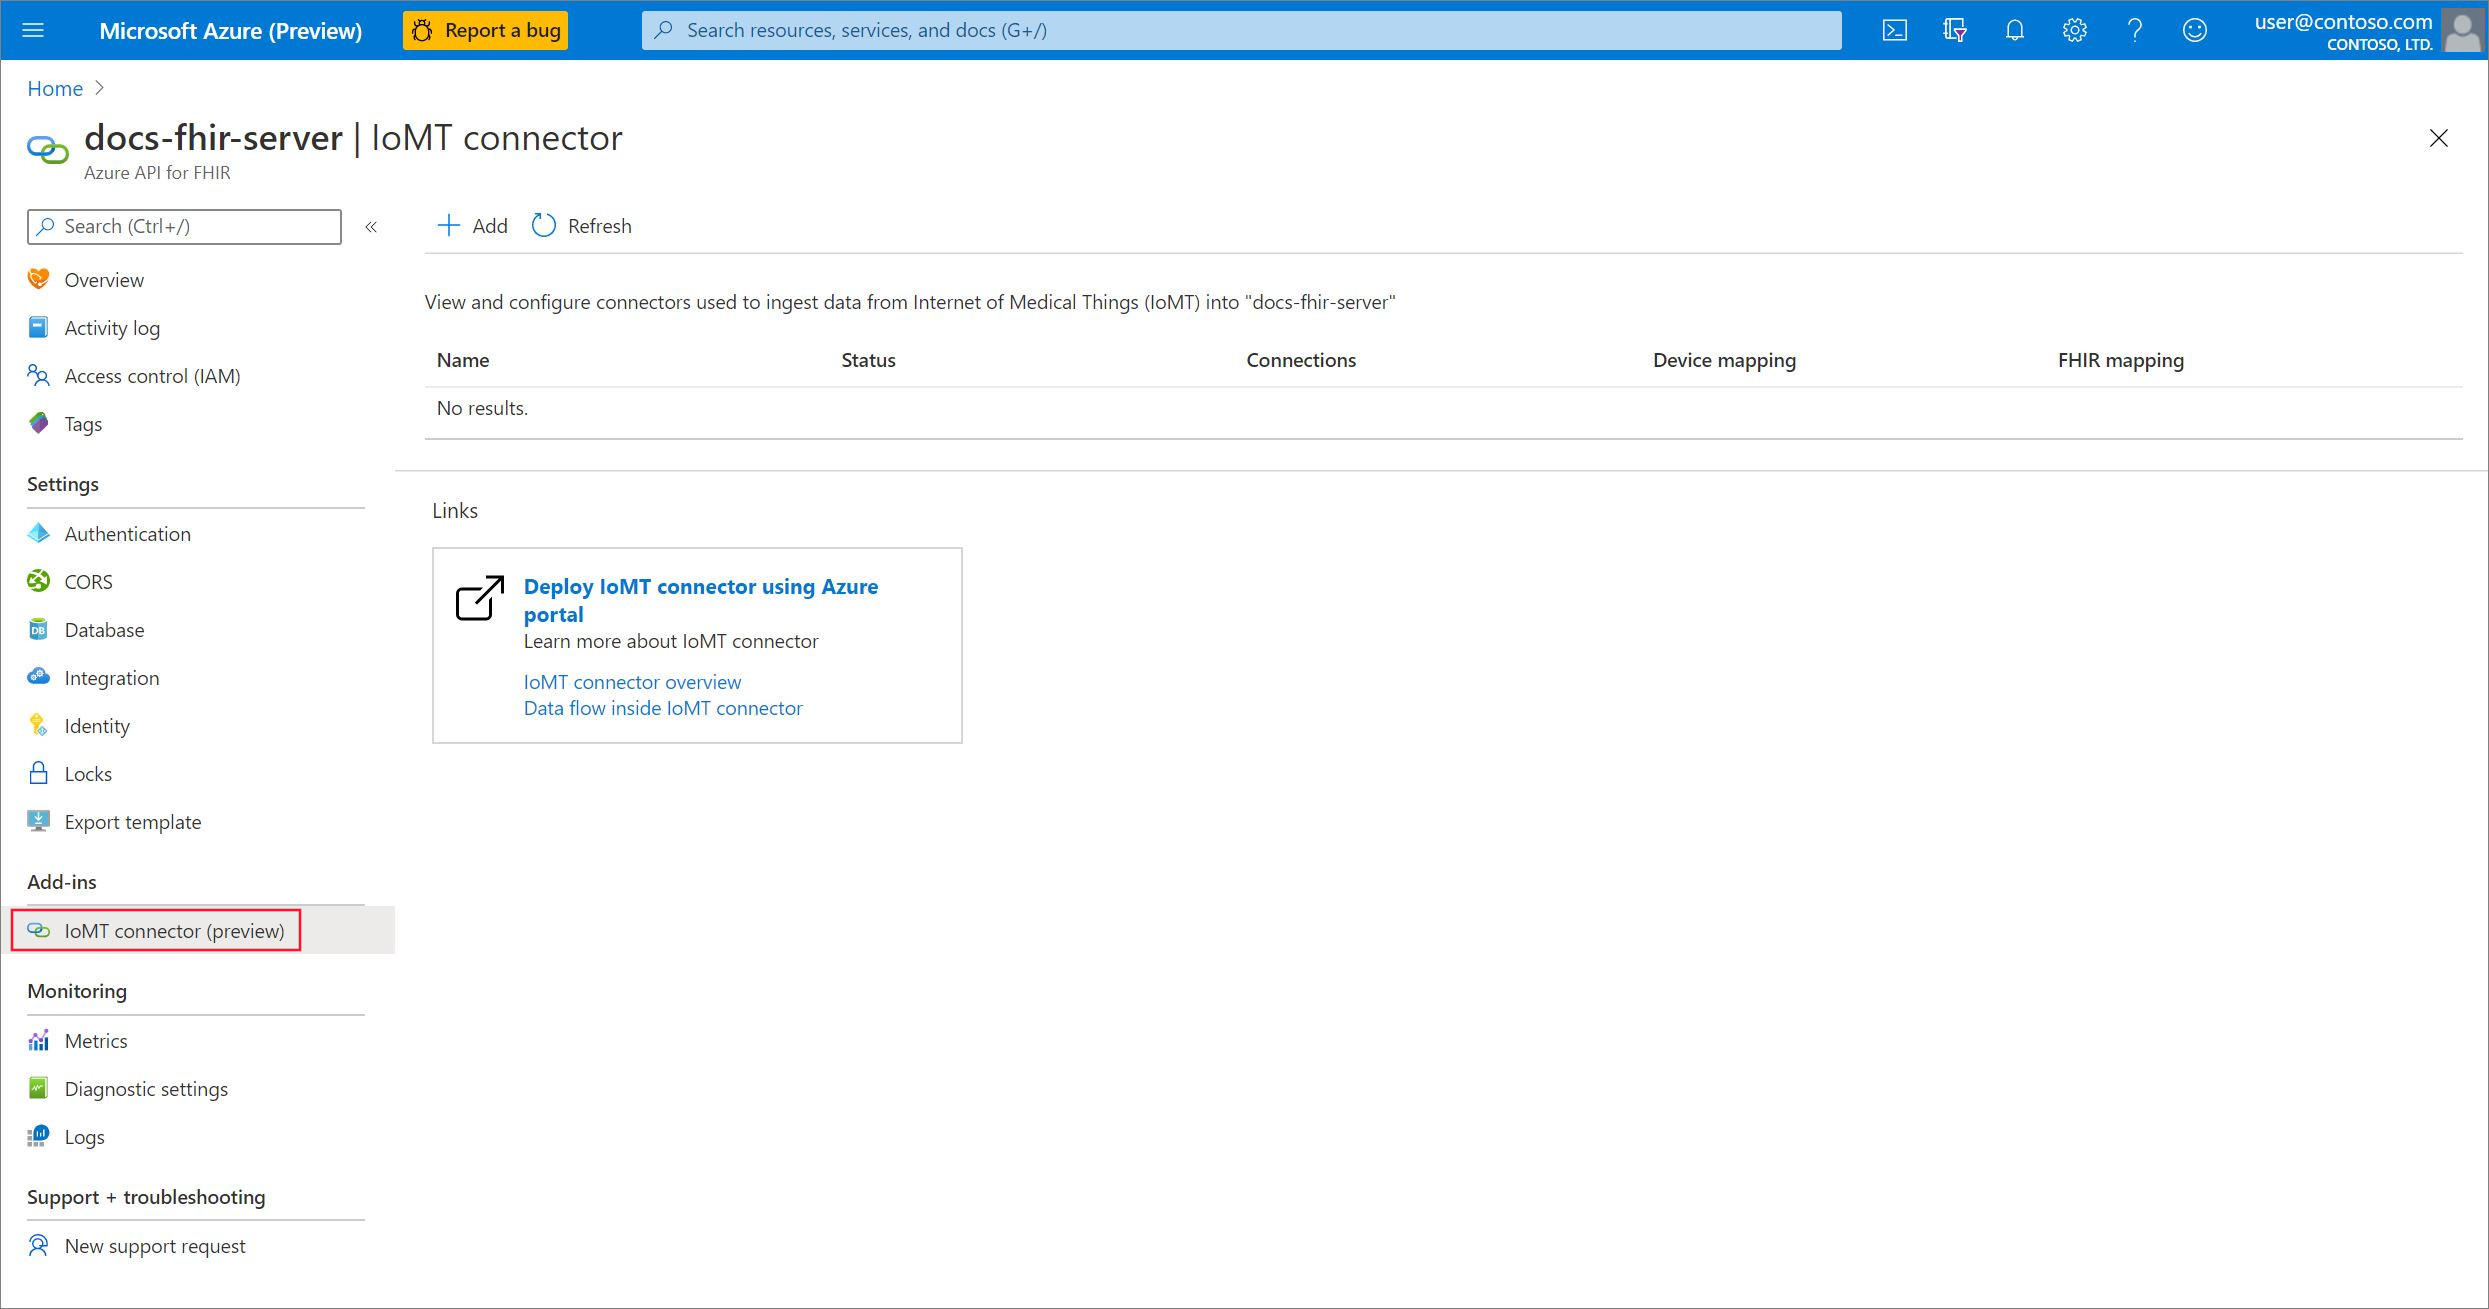 Microsoft Azure (Preview)
Report a bug
Search resources, services, and docs (G+/)
user@contoso.com
CONTOSO, LTD.
Home
docs-fhir-server | IoMT connector
Azure API for FHIR
Search (Ctrl+/)
«
Add
Refresh
Overview
Activity log
Access control (IAM)
Tags
Settings
Authentication
CORS
DB
Database
Integration
Identity
Locks
Export template
Add-ins
IoMT connector (preview)
Monitoring
Metrics
Diagnostic settings
Logs
Support + troubleshooting
New support request
View and configure connectors used to ingest data from Internet of Medical Things (IoMT) into "docs-fhir-server"
Name Status Connections Device mapping FHIR mapping
No results.
Links
Deploy IoMT connector using Azure
portal
Learn more about IoMT connector
IoMT connector overview
Data flow inside IoMT connector